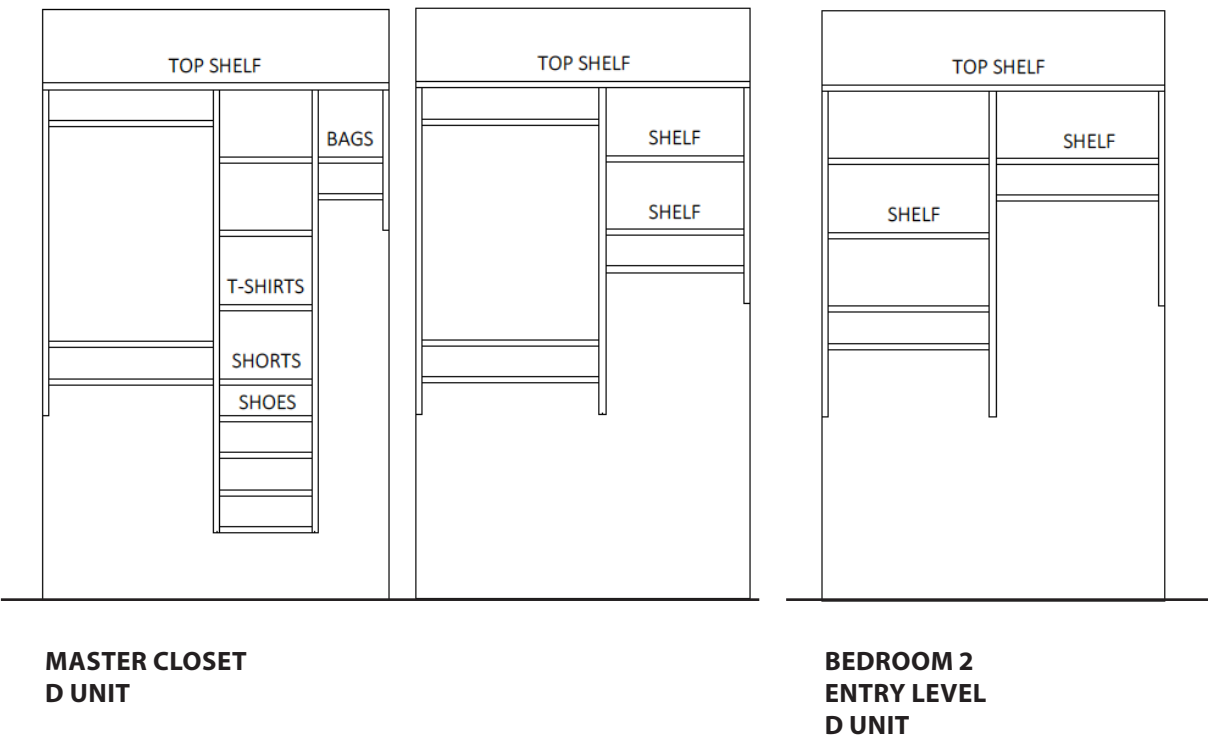 TOP SHELF
BAGS
T-SHIRTS
SHORTS
SHOES
TOP SHELF
SHELF
SHELF
TOP SHELF
SHELF
SHELF
MASTER CLOSET
D UNIT
BEDROOM 2
ENTRY LEVEL
D UNIT